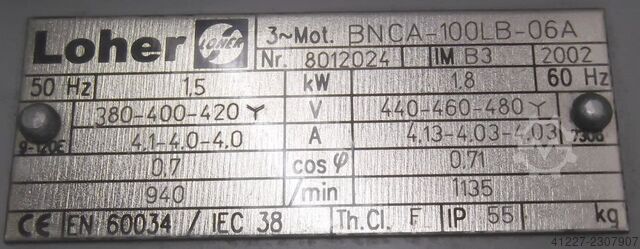 Loher LOHER 3~Mot. BNCA-100LB-06A
Nr. 8012024 IM B3 2002
50 Hz 1,5 kW 1.8 60 Hz
380-400-420 Y V 440-460-480 Y
4.1-4.0-4.0 A 4.13-4.03-4.03
0,7 cos φ 0,71
940 /min 1135
CE EN 60034 / IEC 38 Th.Cl. F IP 55 kg
41227-2307907